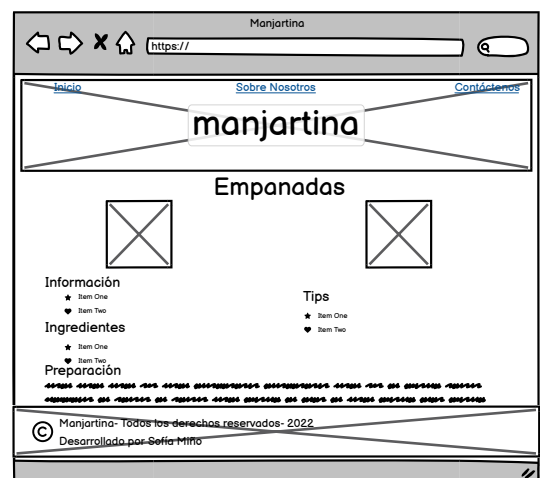 Manjartina
https://
Inicio
Sobre Nosotros
Contáctenos
manjartina
Empanadas
Información
Item One
Item Two
Ingredientes
Item One
Item Two
Tips
Item One
Item Two
Preparación
© Manjartina- Todos los derechos reservados- 2022
Desarrollado por Sofía Miño